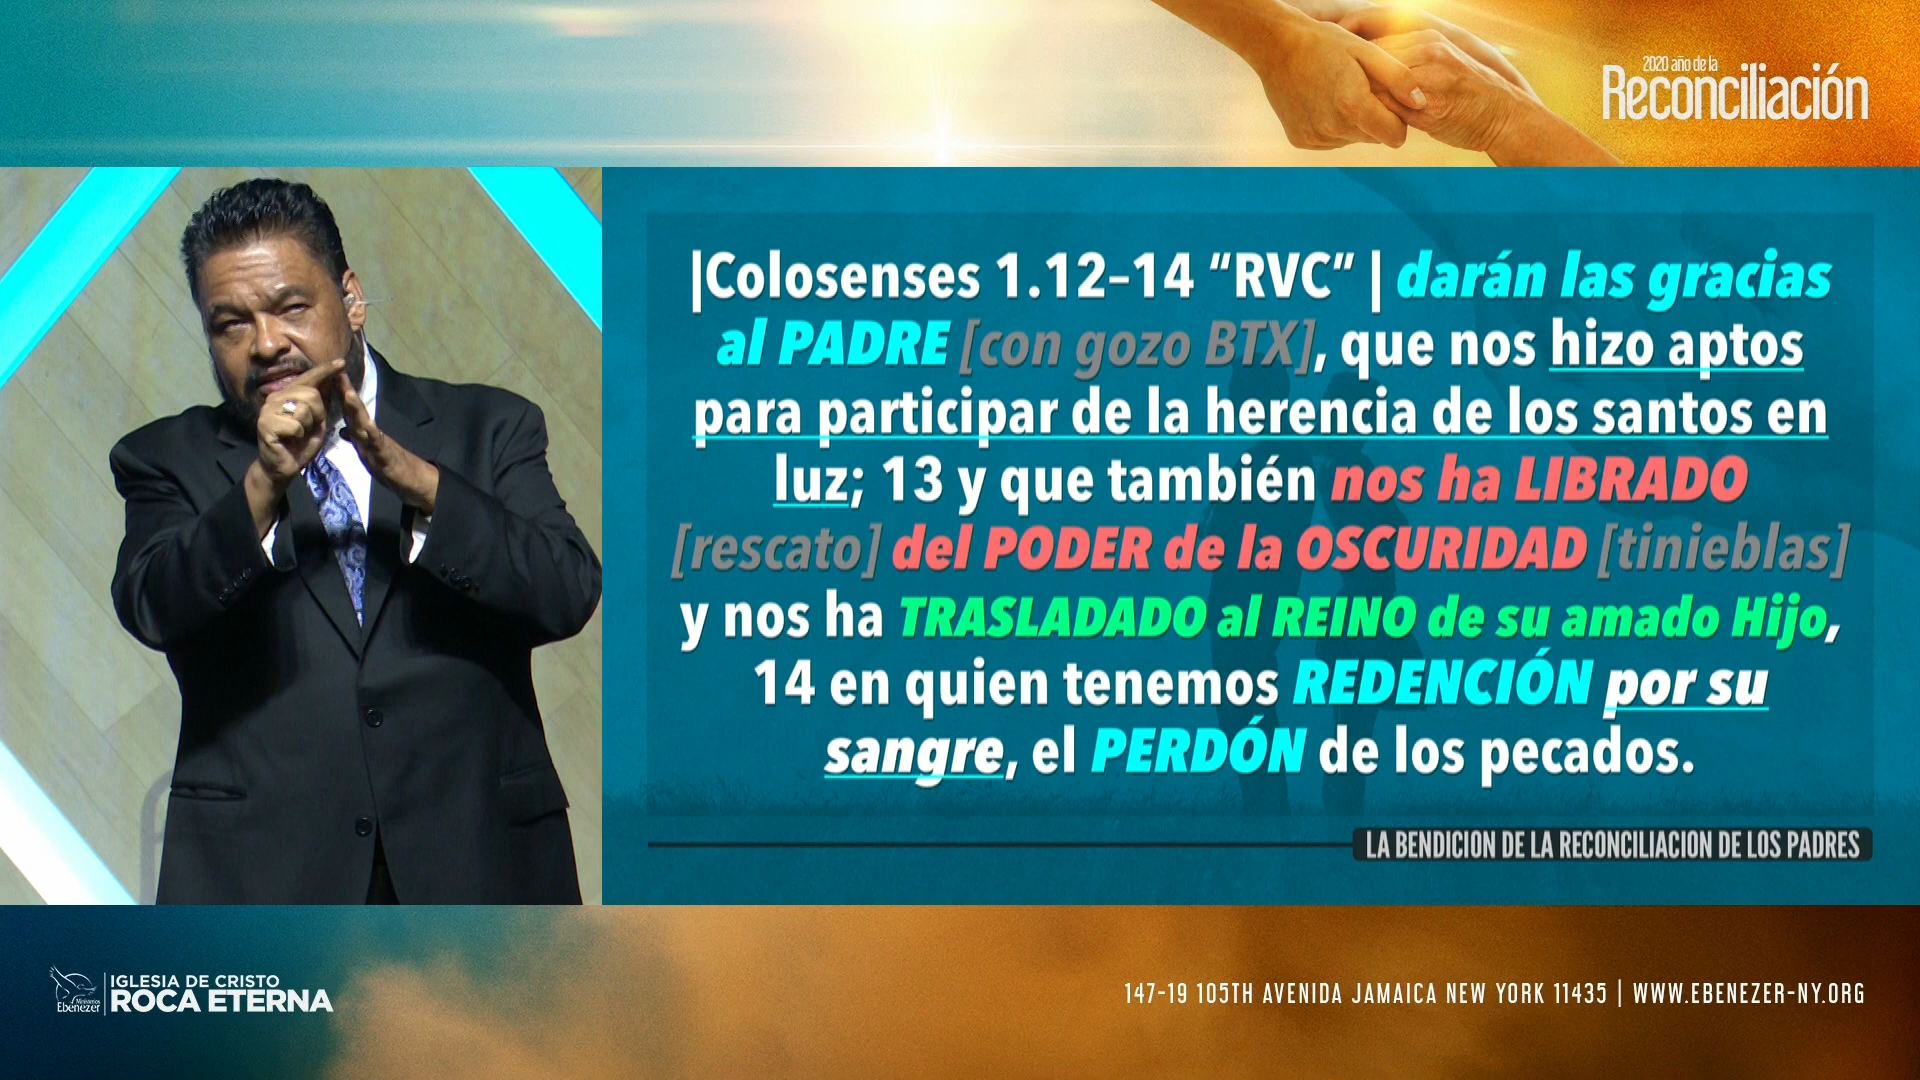 2020 año de la
Reconciliación
|Colosenses 1.12–14 “RVC” | darán las gracias
al PADRE [con gozo BTX], que nos hizo aptos
para participar de la herencia de los santos en
luz; 13 y que también nos ha LIBRADO
[rescato] del PODER de la OSCURIDAD [tinieblas]
y nos ha TRASLADADO al REINO de su amado Hijo,
14 en quien tenemos REDENCIÓN por su
sangre, el PERDÓN de los pecados.
LA BENDICION DE LA RECONCILIACION DE LOS PADRES
Ministerios
Ebenezer
IGLESIA DE CRISTO
ROCA ETERNA
147-19 105TH AVENIDA JAMAICA NEW YORK 11435 | WWW.EBENEZER-NY.ORG